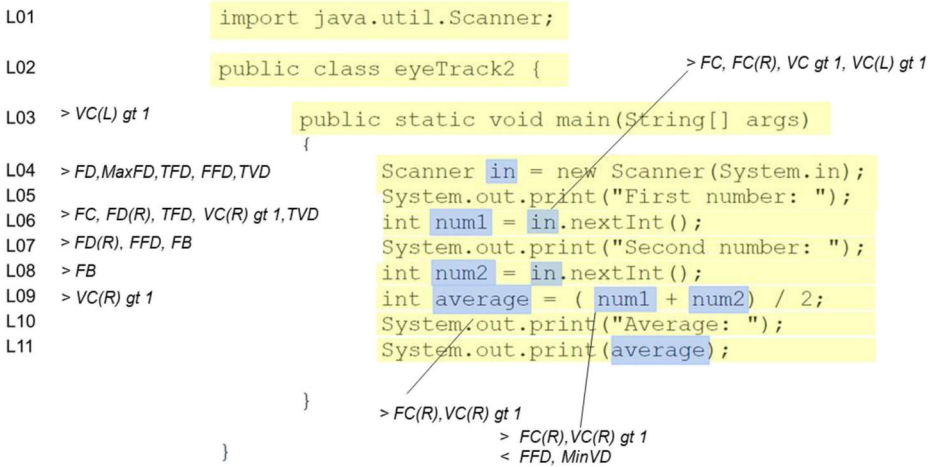 L01 import java.util.Scanner;
L02 public class eyeTrack2 {
> FC, FC(R), VC gt 1, VC(L) gt 1
L03 > VC(L) gt 1 public static void main(String[] args)
{
L04 > FD,MaxFD,TFD, FFD,TVD Scanner in = new Scanner(System.in);
L05 System.out.print("First number: ");
L06 > FC, FD(R), TFD, VC(R) gt 1,TVD int num1 = in.nextInt();
L07 > FD(R), FFD, FB System.out.print("Second number: ");
L08 > FB int num2 = in.nextInt();
L09 > VC(R) gt 1 int average = ( num1 + num2) / 2;
L10 System.out.print("Average: ");
L11 System.out.print(average);
}
> FC(R),VC(R) gt 1
> FC(R),VC(R) gt 1
< FFD, MinVD
}